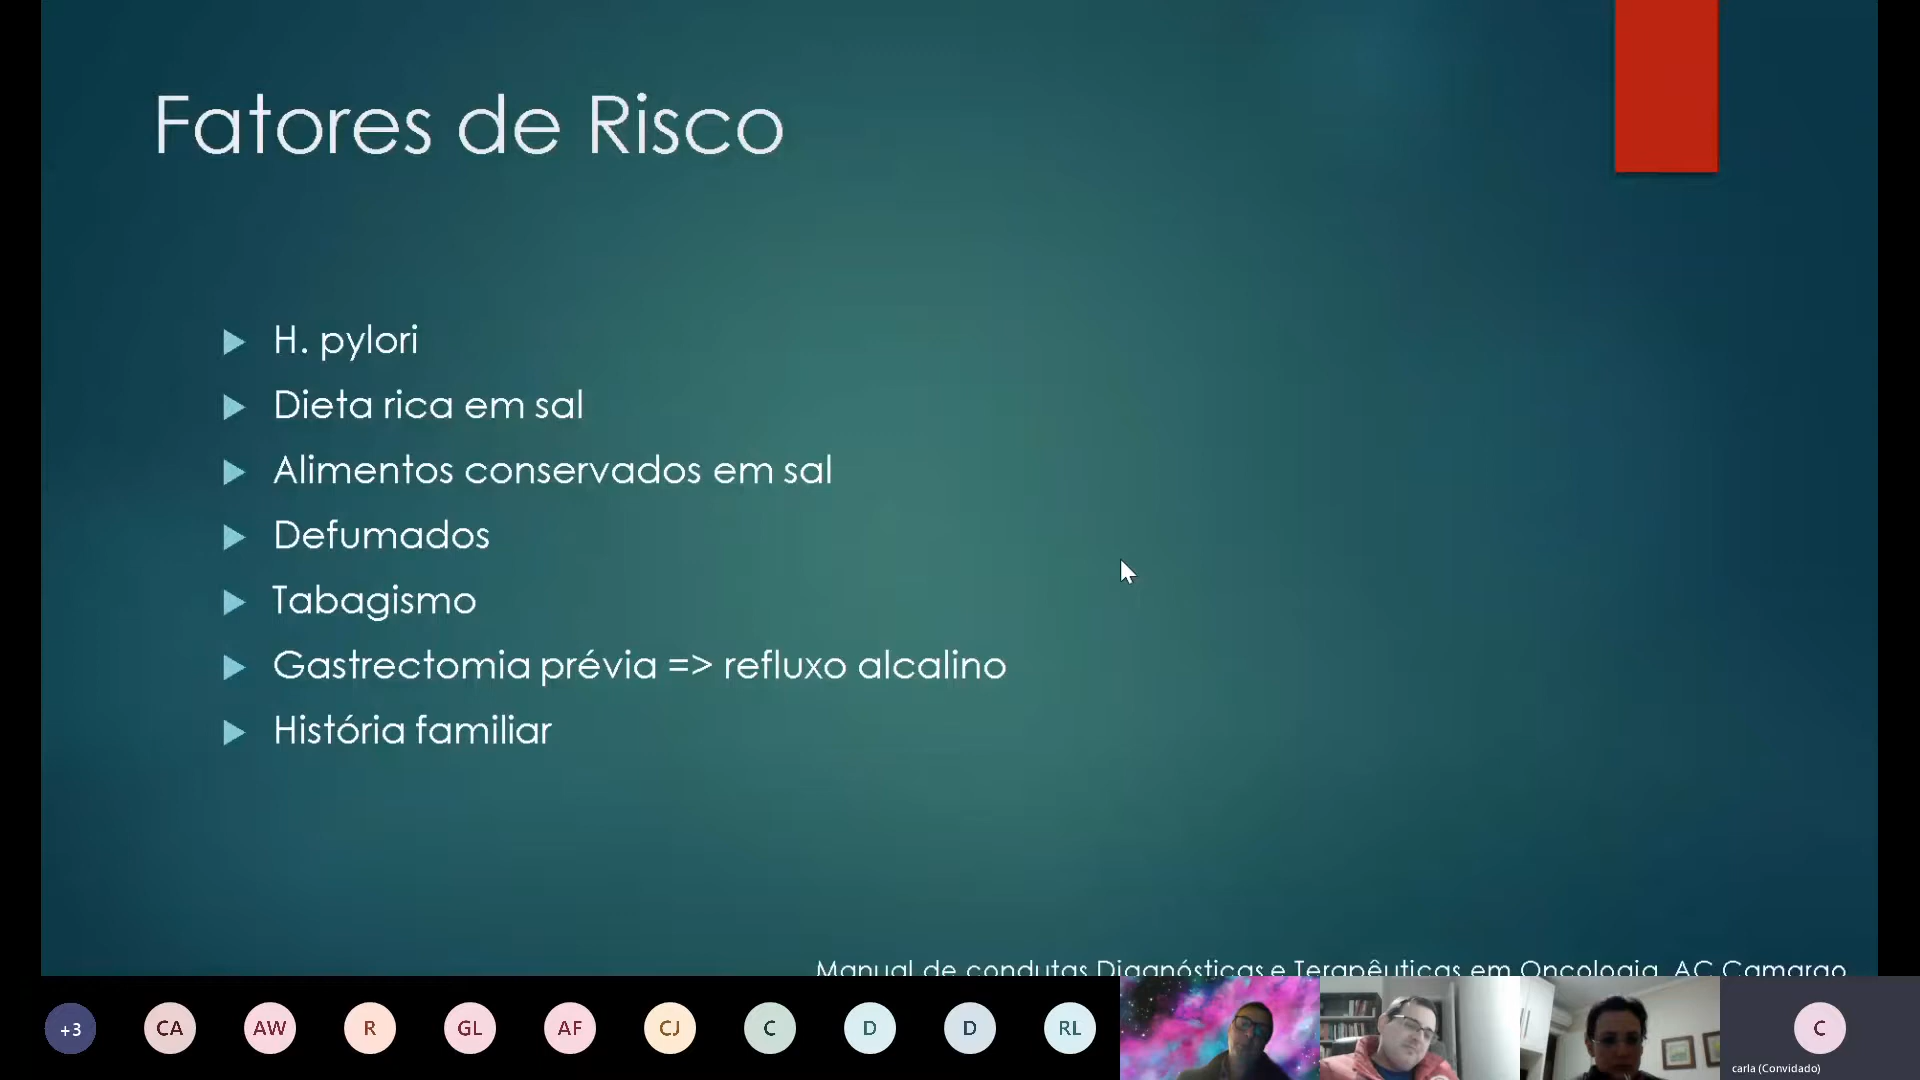 Fatores de Risco
H. pylori
Dieta rica em sal
Alimentos conservados em sal
Defumados
Tabagismo
Gastrectomia prévia => refluxo alcalino
História familiar
Manual de condutas Diagnósticas e Terapêuticas em Oncologia. AC Camargo
+3 CA AW R GL AF CJ C D D RL C
carla (Convidado)